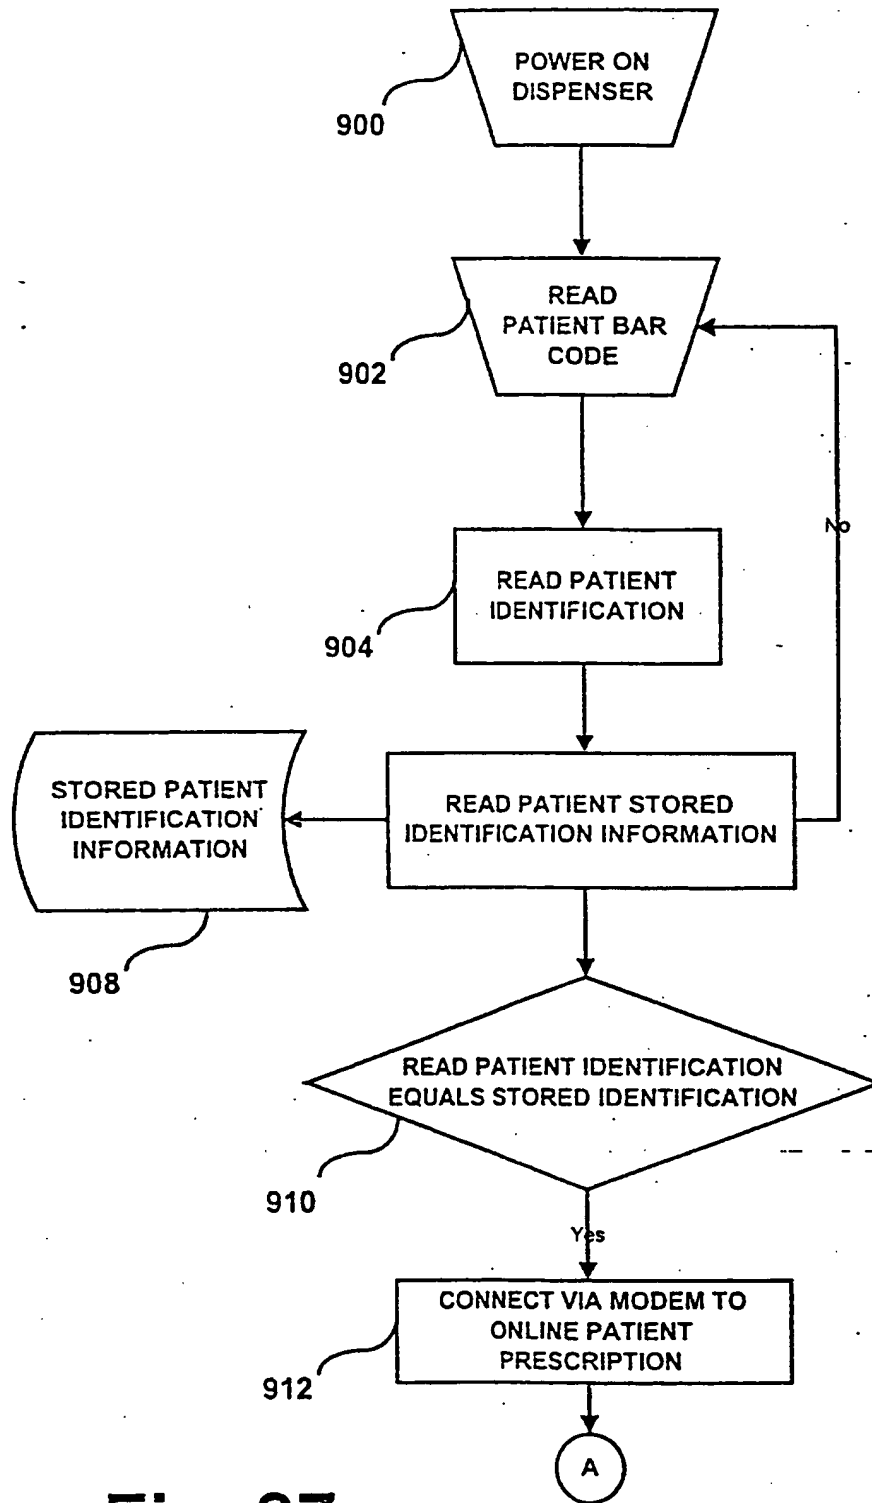 POWER ON
DISPENSER
900
READ
PATIENT BAR
CODE
902
No
READ PATIENT
IDENTIFICATION
904
STORED PATIENT
IDENTIFICATION
INFORMATION
READ PATIENT STORED
IDENTIFICATION INFORMATION
908
READ PATIENT IDENTIFICATION
EQUALS STORED IDENTIFICATION
910
Yes
CONNECT VIA MODEM TO
ONLINE PATIENT
PRESCRIPTION
912
A